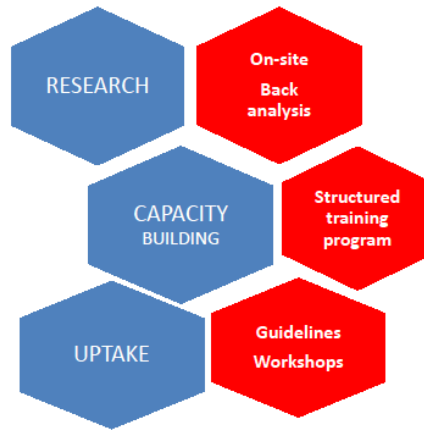 RESEARCH
On-site
Back
analysis
CAPACITY
BUILDING
Structured
training
program
UPTAKE
Guidelines
Workshops